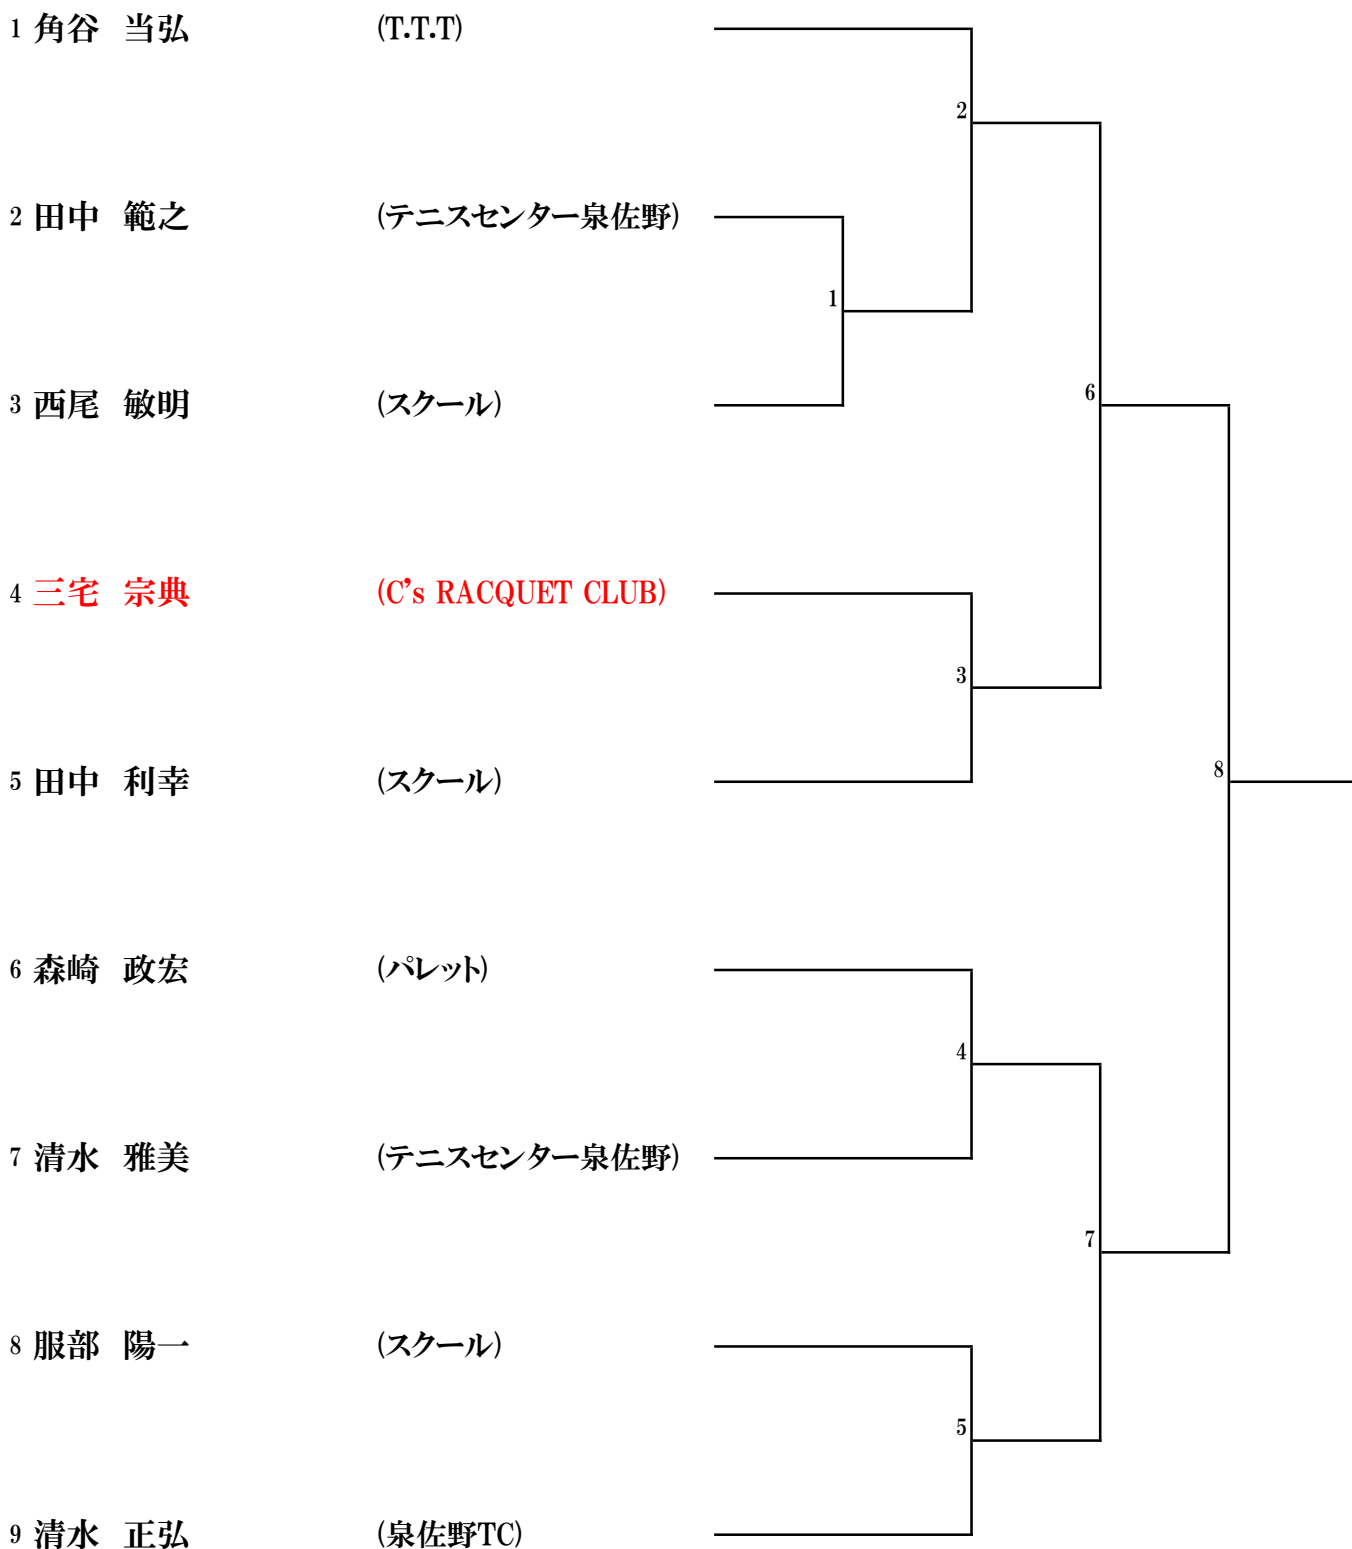 1 角谷 当弘 (T.T.T)
2
2 田中 範之 (テニスセンター泉佐野)
1
3 西尾 敏明 (スクール)
6
4 三宅 宗典 (C's RACQUET CLUB)
3
5 田中 利幸 (スクール)
8
6 森崎 政宏 (パレット)
4
7 清水 雅美 (テニスセンター泉佐野)
7
8 服部 陽一 (スクール)
5
9 清水 正弘 (泉佐野TC)